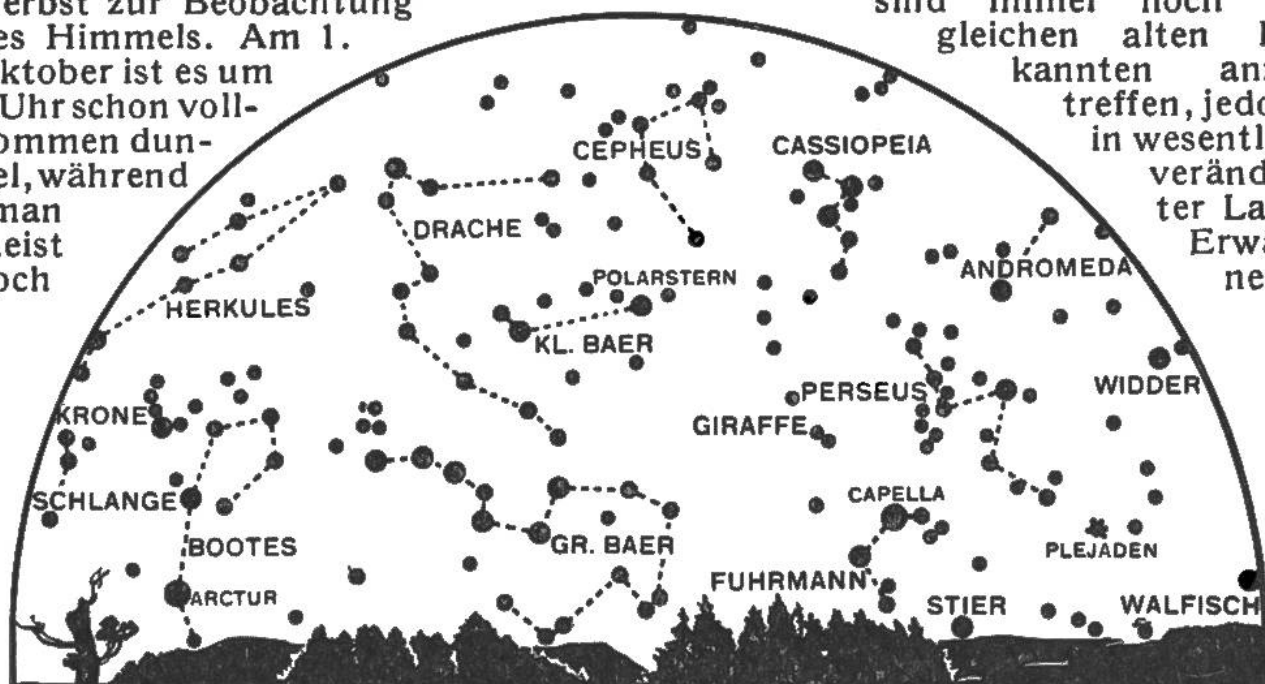 erbst zur Beobachtung
es Himmels. Am 1.
ktober ist es um
Uhr schon voll-
ommen dun-
el, während
man
eist
och
sind immer noch
gleichen alten
kannten an
treffen, jedo
in wesentl
veränd
ter La
Erwa
ne
CEPHEUS
CASSIOPEIA
DRACHE
ANDROMEDA
POLARSTERN
HERKULES
KL. BAER
PERSEUS
WIDDER
KRONE
GIRAFFE
SCHLANGE
CAPELLA
BOOTES
GR. BAER
PLEJADEN
FUHRMANN
ARCTUR
STIER
WALFISCH